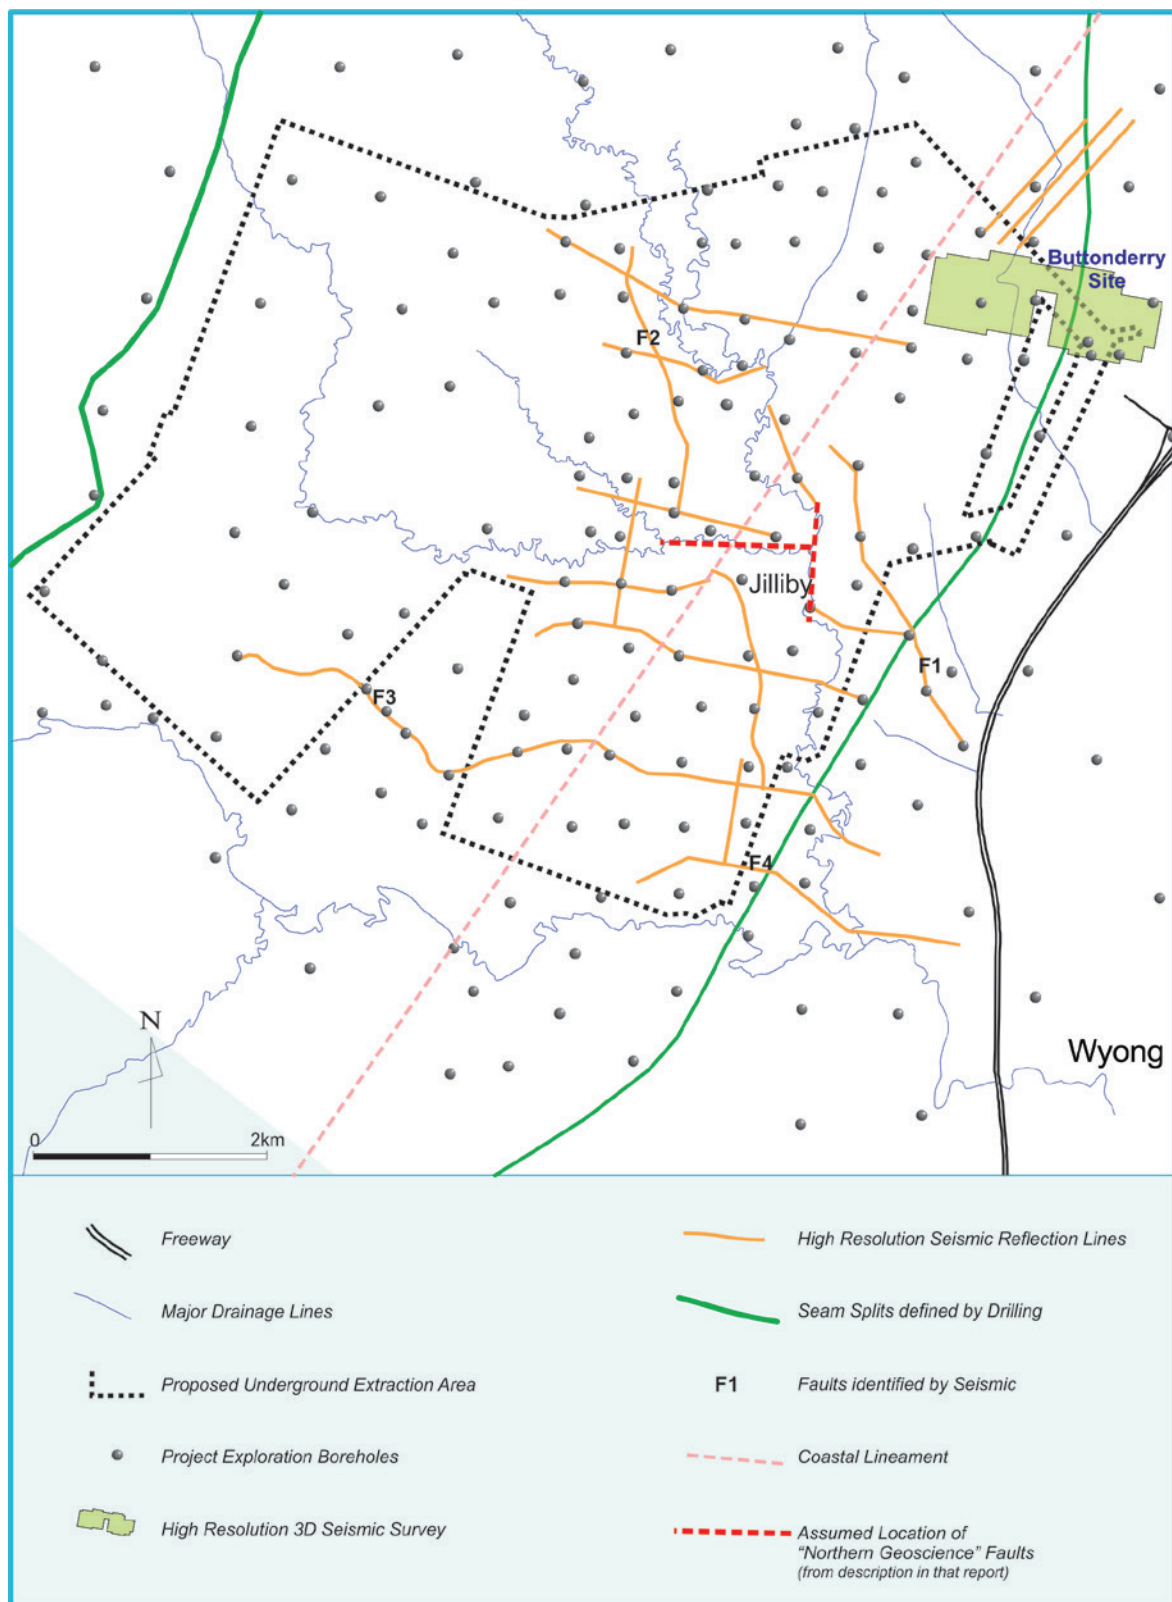 Buttonderry
Site
F2
Jilliby
F1
F3
F4
N
Wyong
0 2km
Freeway
High Resolution Seismic Reflection Lines
Major Drainage Lines
Seam Splits defined by Drilling
Proposed Underground Extraction Area
F1
Faults identified by Seismic
Project Exploration Boreholes
Coastal Lineament
High Resolution 3D Seismic Survey
Assumed Location of
“Northern Geoscience” Faults
(from description in that report)